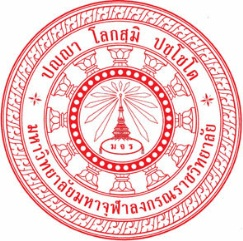 ปญฺญา โลกสฺมิ ปชฺโชโต
ม จ ร
มหาวิทยาลัยมหาจุฬาลงกรณราชวิทยาลัย